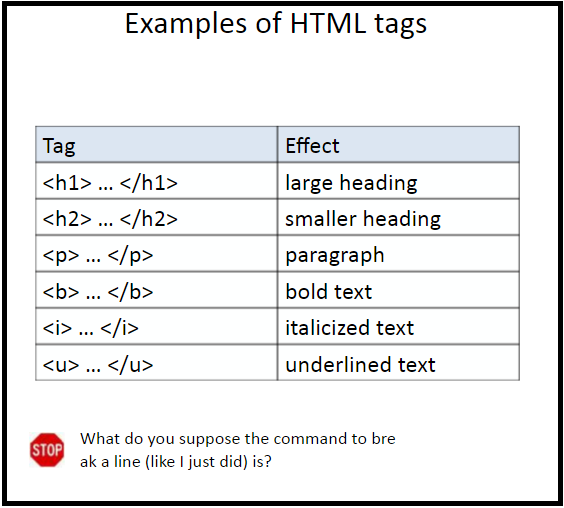 Examples of HTML tags
Tag Effect
<h1> ... </h1> large heading
<h2> ... </h2> smaller heading
<p> ... </p> paragraph
<b> ... </b> bold text
<i> ... </i> italicized text
<u> ... </u> underlined text
STOP
What do you suppose the command to bre
ak a line (like I just did) is?